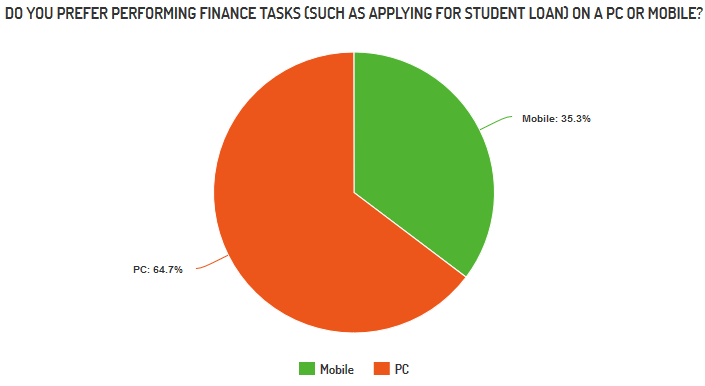 DO YOU PREFER PERFORMING FINANCE TASKS (SUCH AS APPLYING FOR STUDENT LOAN) ON A PC OR MOBILE?
Mobile: 35.3%
PC: 64.7%
Mobile PC